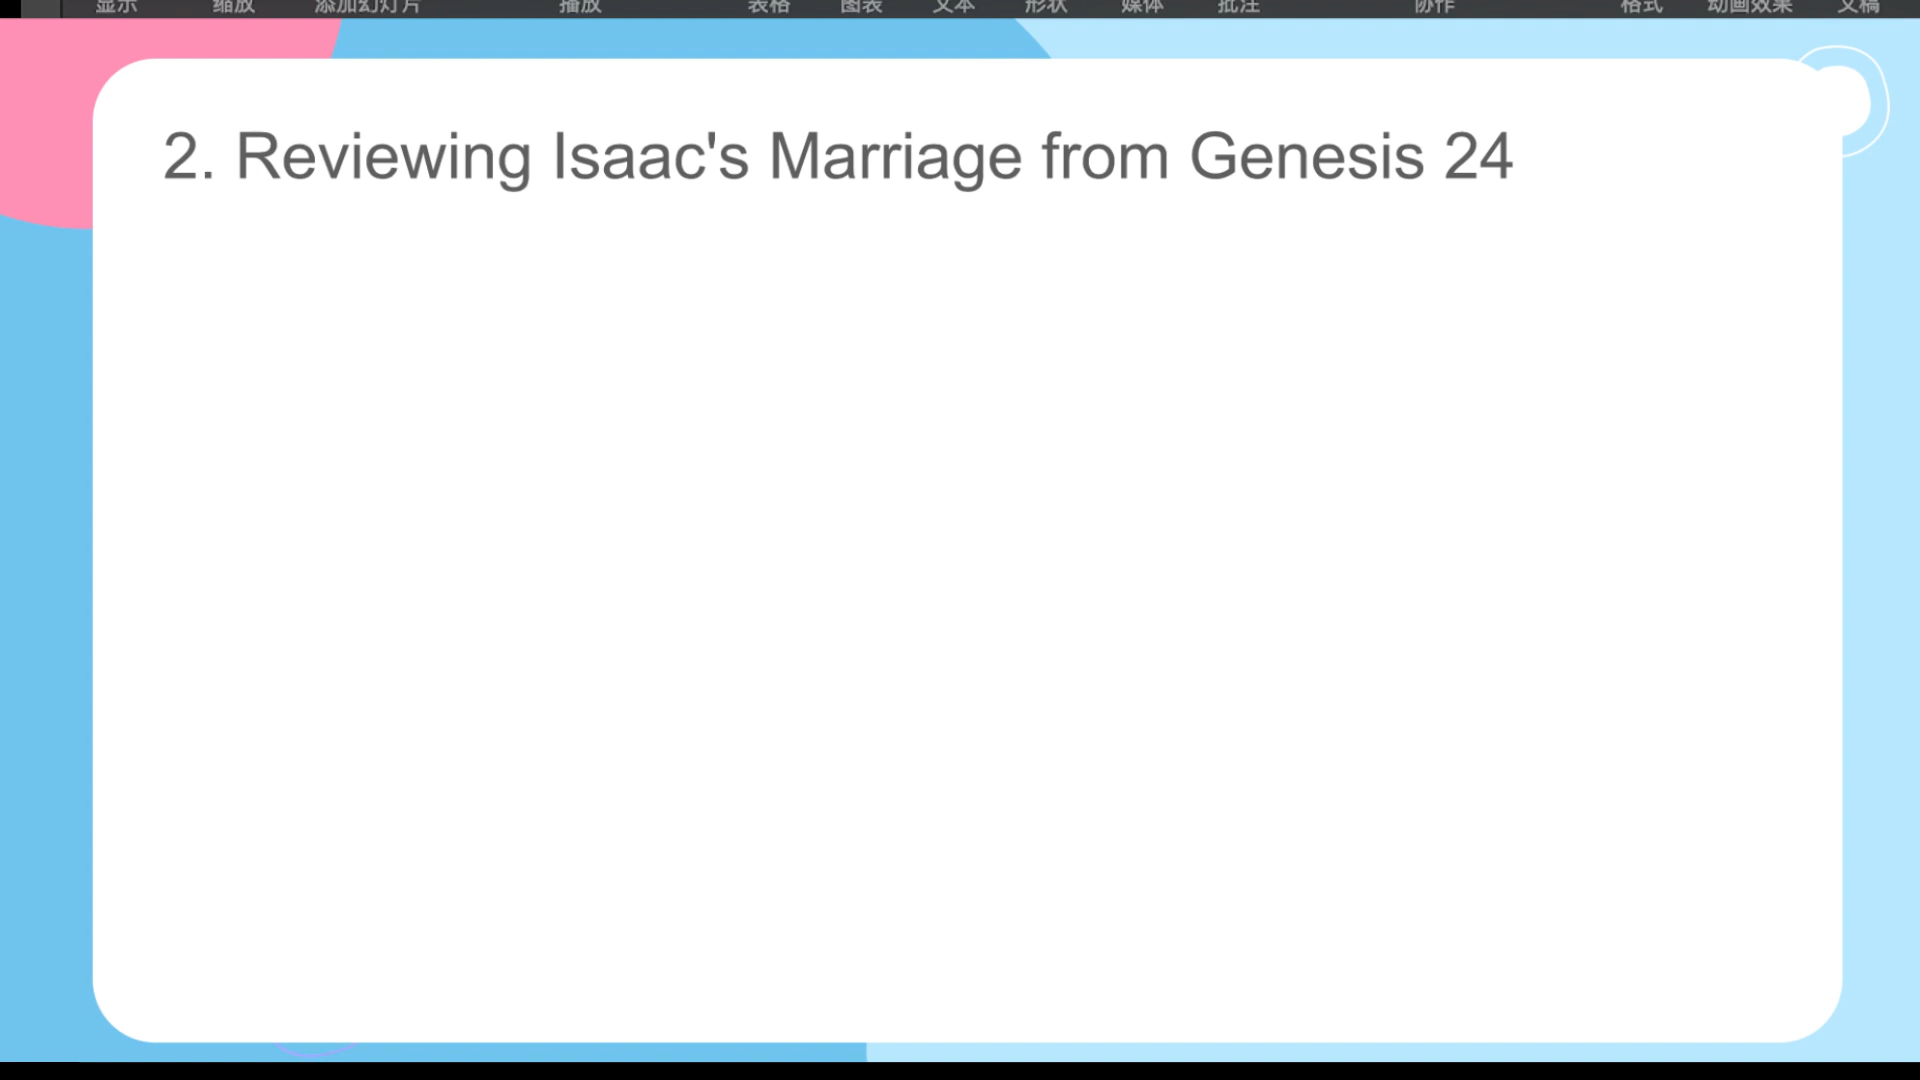 显示 缩放 添加幻灯片 播放 表格 图表 文本 形状 媒体 批注 协作 格式 动画效果 文稿
2. Reviewing Isaac's Marriage from Genesis 24